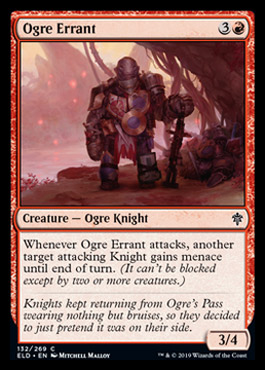 Ogre Errant
3
Creature — Ogre Knight
Whenever Ogre Errant attacks, another
target attacking Knight gains menace
until end of turn. (It can't be blocked
except by two or more creatures.)
Knights kept returning from Ogre's Pass
wearing nothing but bruises, so they decided
to just pretend it was on their side.
3/4
132/269 C
ELD • EN MITCHELL MALLOY
™ & © 2019 Wizards of the Coast